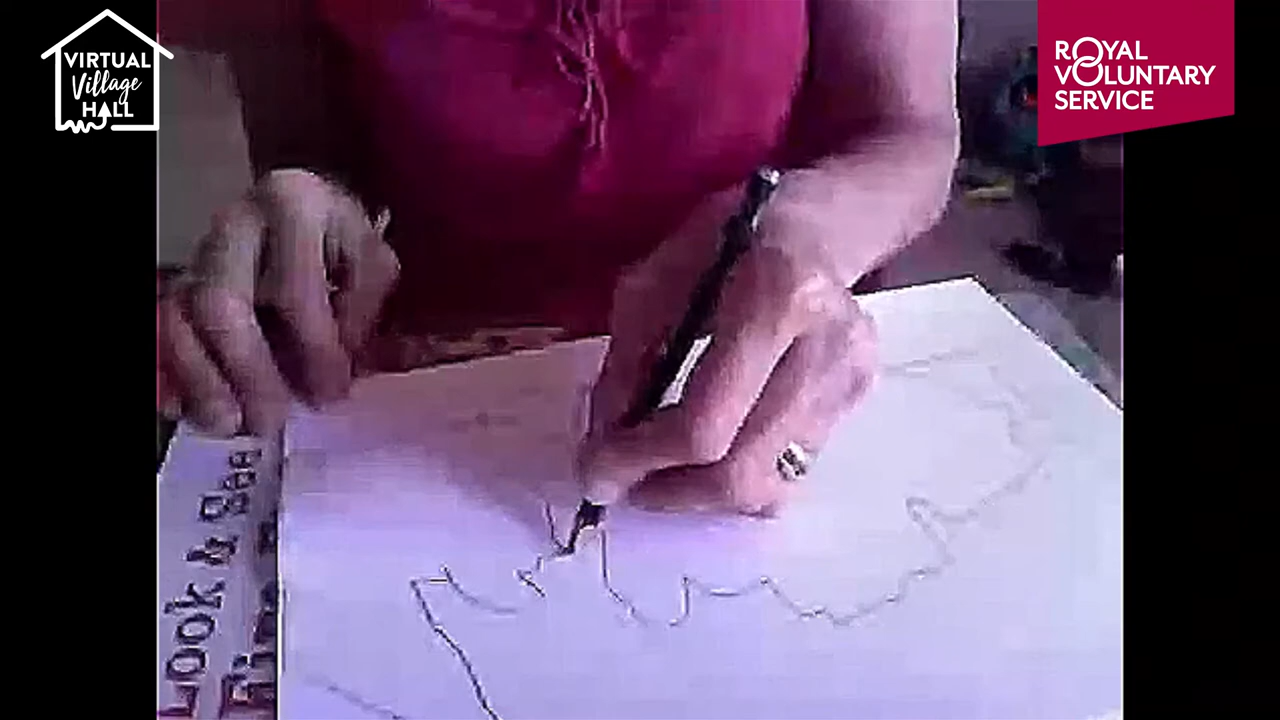 VIRTUAL
Village
HALL
ROYAL
VOLUNTARY
SERVICE
Look & See